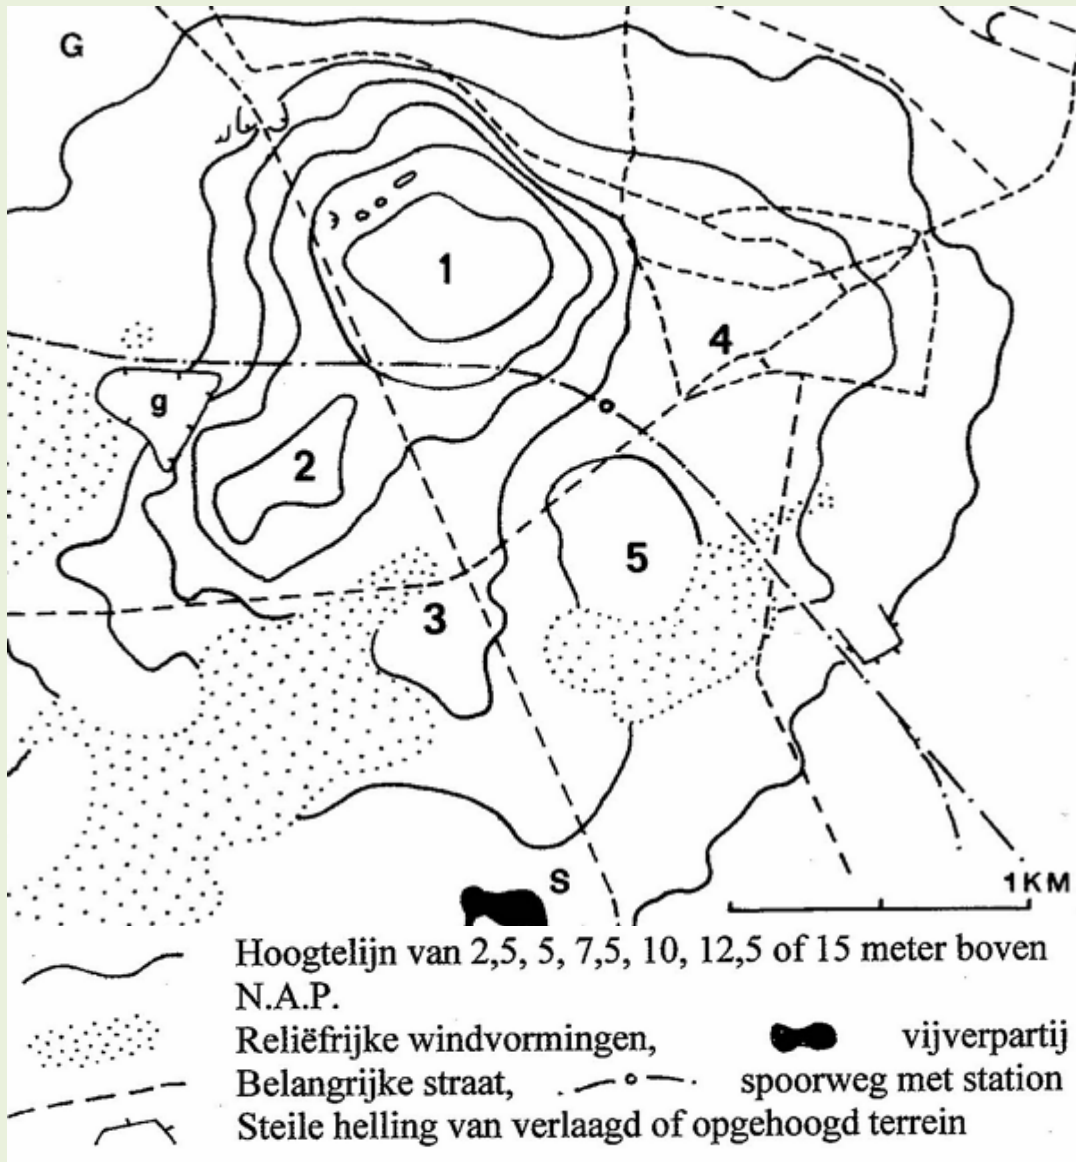 G
1
4
g
2
5
3
S
1KM
Hoogtelijn van 2,5, 5, 7,5, 10, 12,5 of 15 meter boven
N.A.P.
Reliëfrijke windvormingen, vijverpartij
Belangrijke straat, spoorweg met station
Steile helling van verlaagd of opgehoogd terrein